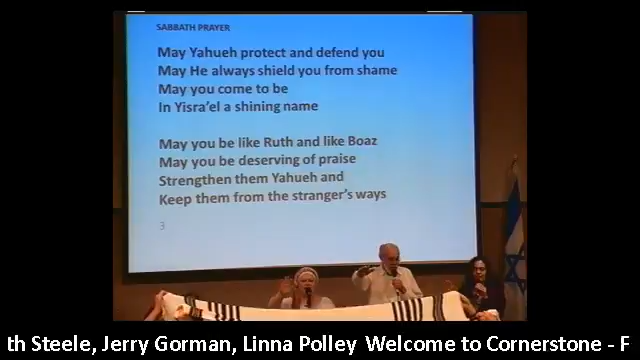 SABBATH PRAYER
May Yahueh protect and defend you
May He always shield you from shame
May you come to be
In Yisra'el a shining name
May you be like Ruth and like Boaz
May you be deserving of praise
Strengthen them Yahueh and
Keep them from the stranger's ways
3
th Steele, Jerry Gorman, Linna Polley Welcome to Cornerstone - F